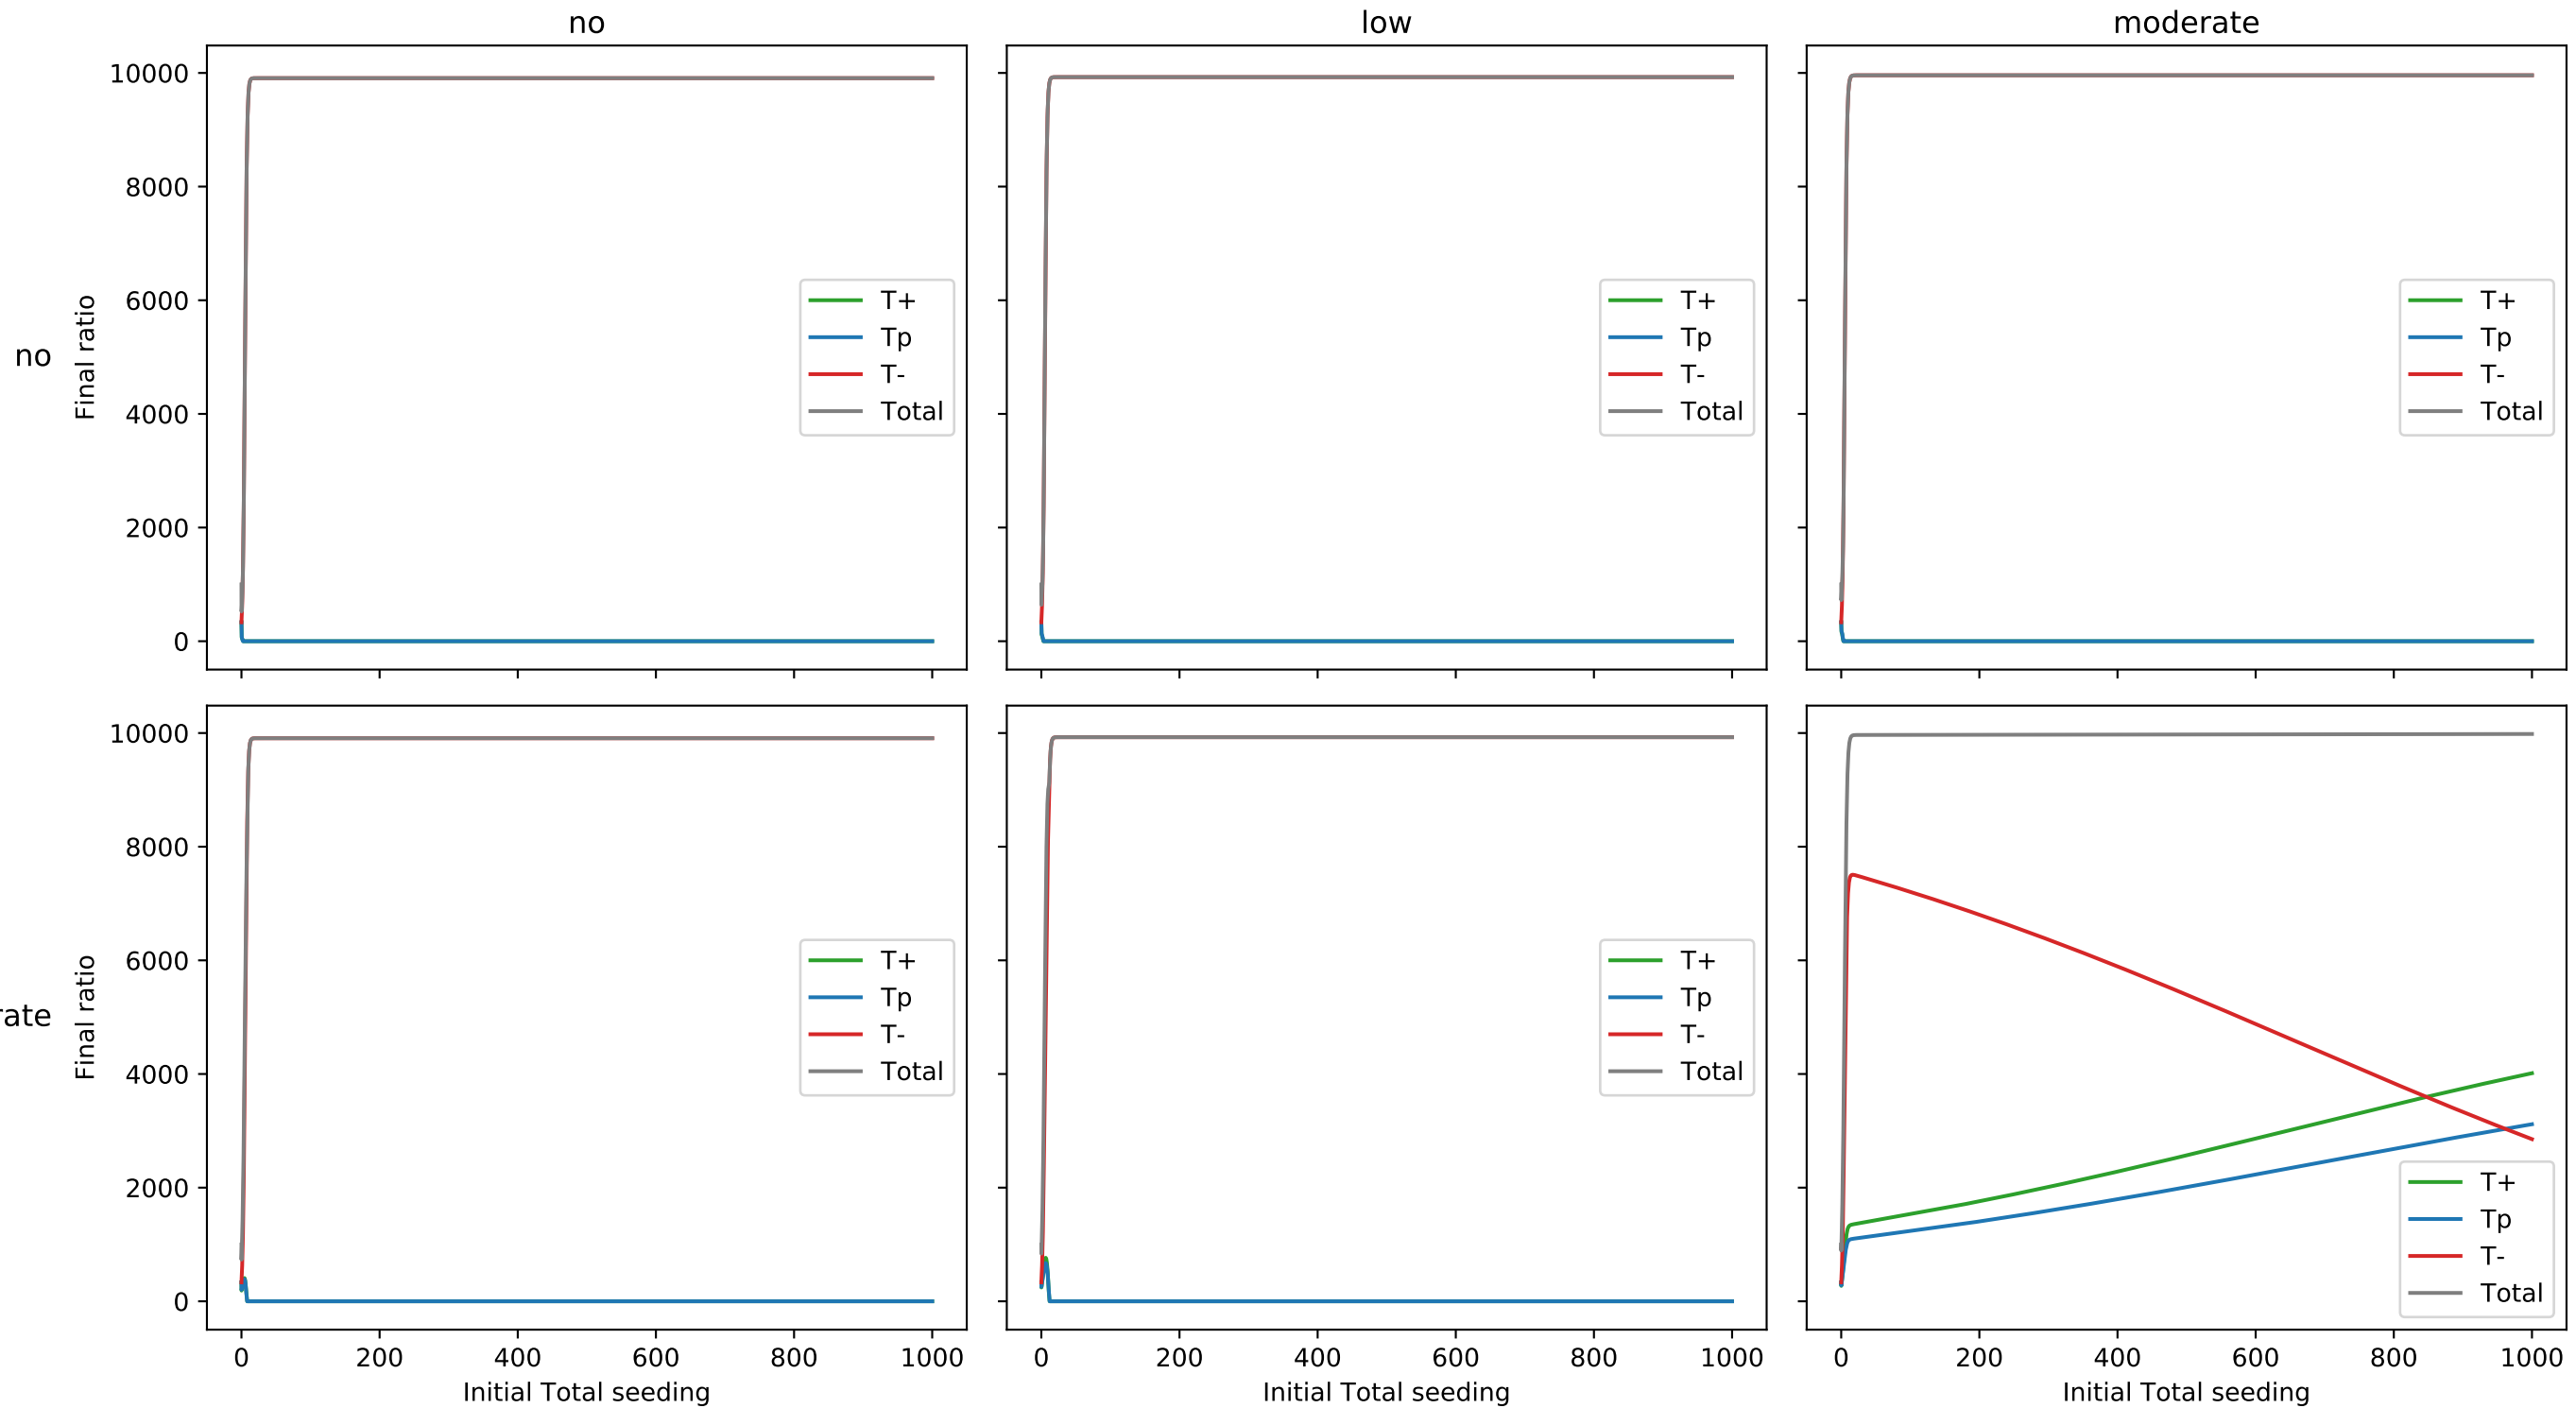 no low moderate
10000
8000
6000
4000
2000
0
Final ratio
no
T+
Tp
T-
Total
T+
Tp
T-
Total
T+
Tp
T-
Total
10000
8000
6000
4000
2000
0
Final ratio
rate
T+
Tp
T-
Total
T+
Tp
T-
Total
T+
Tp
T-
Total
0 200 400 600 800 1000
0 200 400 600 800 1000
0 200 400 600 800 1000
Initial Total seeding
Initial Total seeding
Initial Total seeding